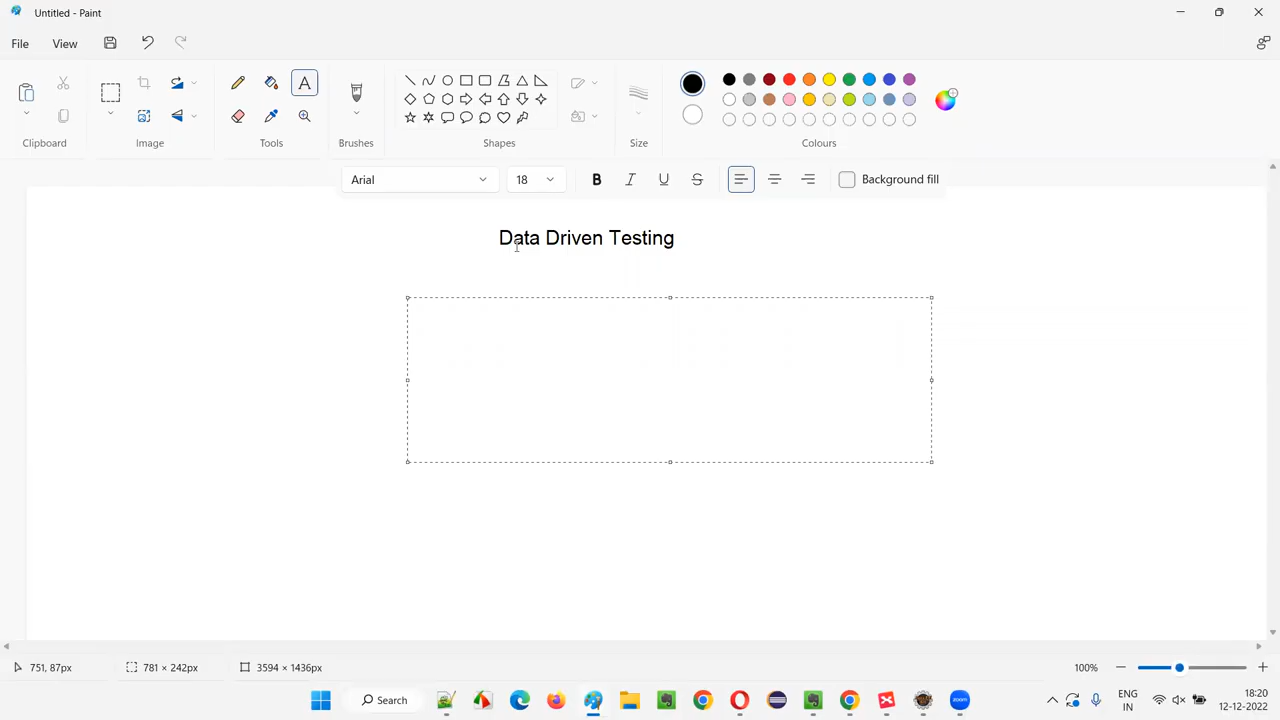 Untitled - Paint
File View
Clipboard Image Tools Brushes Shapes Size Colours
Arial 18 B I U S Background fill
Data Driven Testing
751, 87px 781 × 242px 3594 × 1436px 100%
Search ENG IN 18:20 12-12-2022